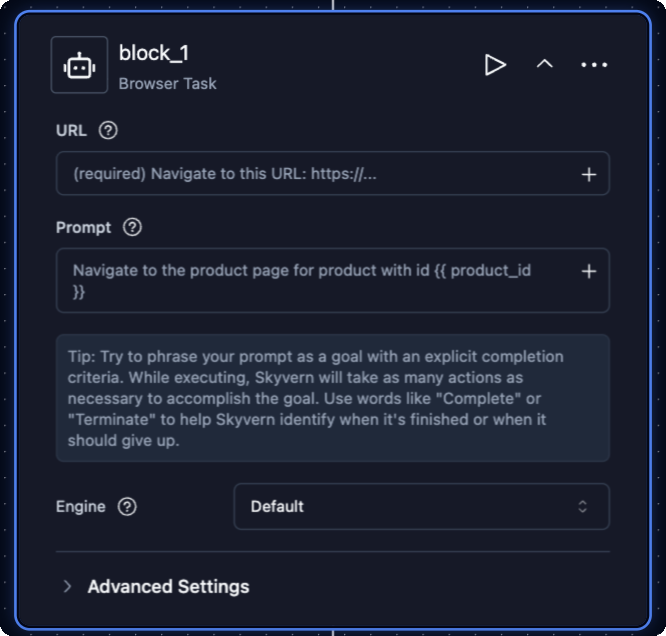 block_1
Browser Task
URL
(required) Navigate to this URL: https://...
Prompt
Navigate to the product page for product with id {{ product_id
}}
Tip: Try to phrase your prompt as a goal with an explicit completion
criteria. While executing, Skyvern will take as many actions as
necessary to accomplish the goal. Use words like "Complete" or
"Terminate" to help Skyvern identify when it's finished or when it
should give up.
Engine
Default
Advanced Settings